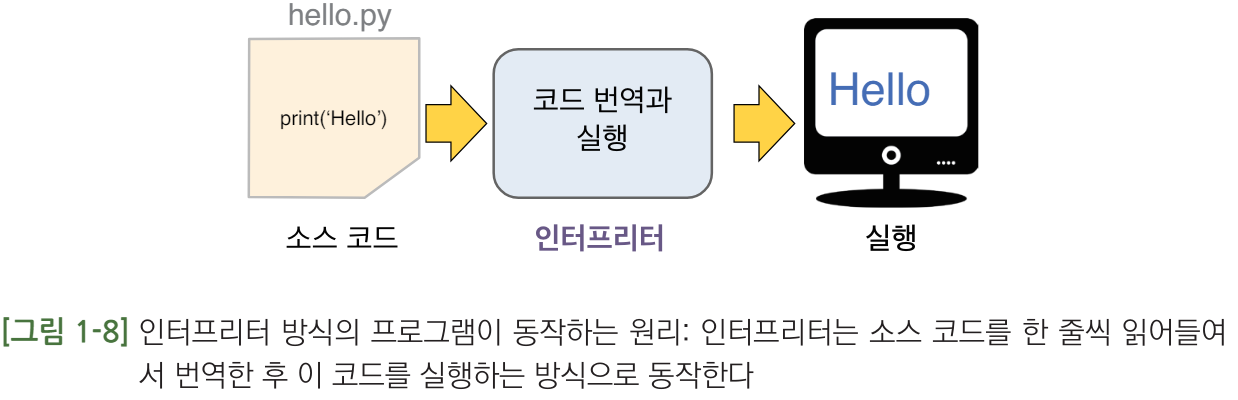 hello.py
print(‘Hello’)
코드 번역과
실행
Hello
소스 코드
인터프리터
실행
[그림 1-8] 인터프리터 방식의 프로그램이 동작하는 원리: 인터프리터는 소스 코드를 한 줄씩 읽어들여
서 번역한 후 이 코드를 실행하는 방식으로 동작한다